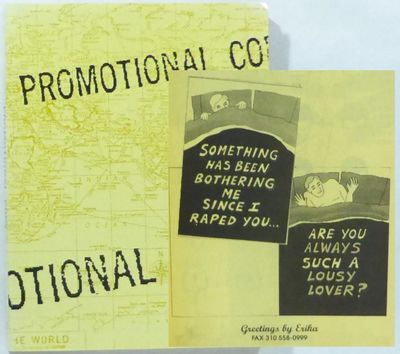 PROMOTIONAL CO
SOMETHING
HAS BEEN
BOTHERING
ME
SINCE I
RAPED YOU...
ARE YOU
ALWAYS
SUCH A
LOUSY
LOVER?
OTIONAL
HE WORLD
Greetings by Erika
FAX 310 558-0999